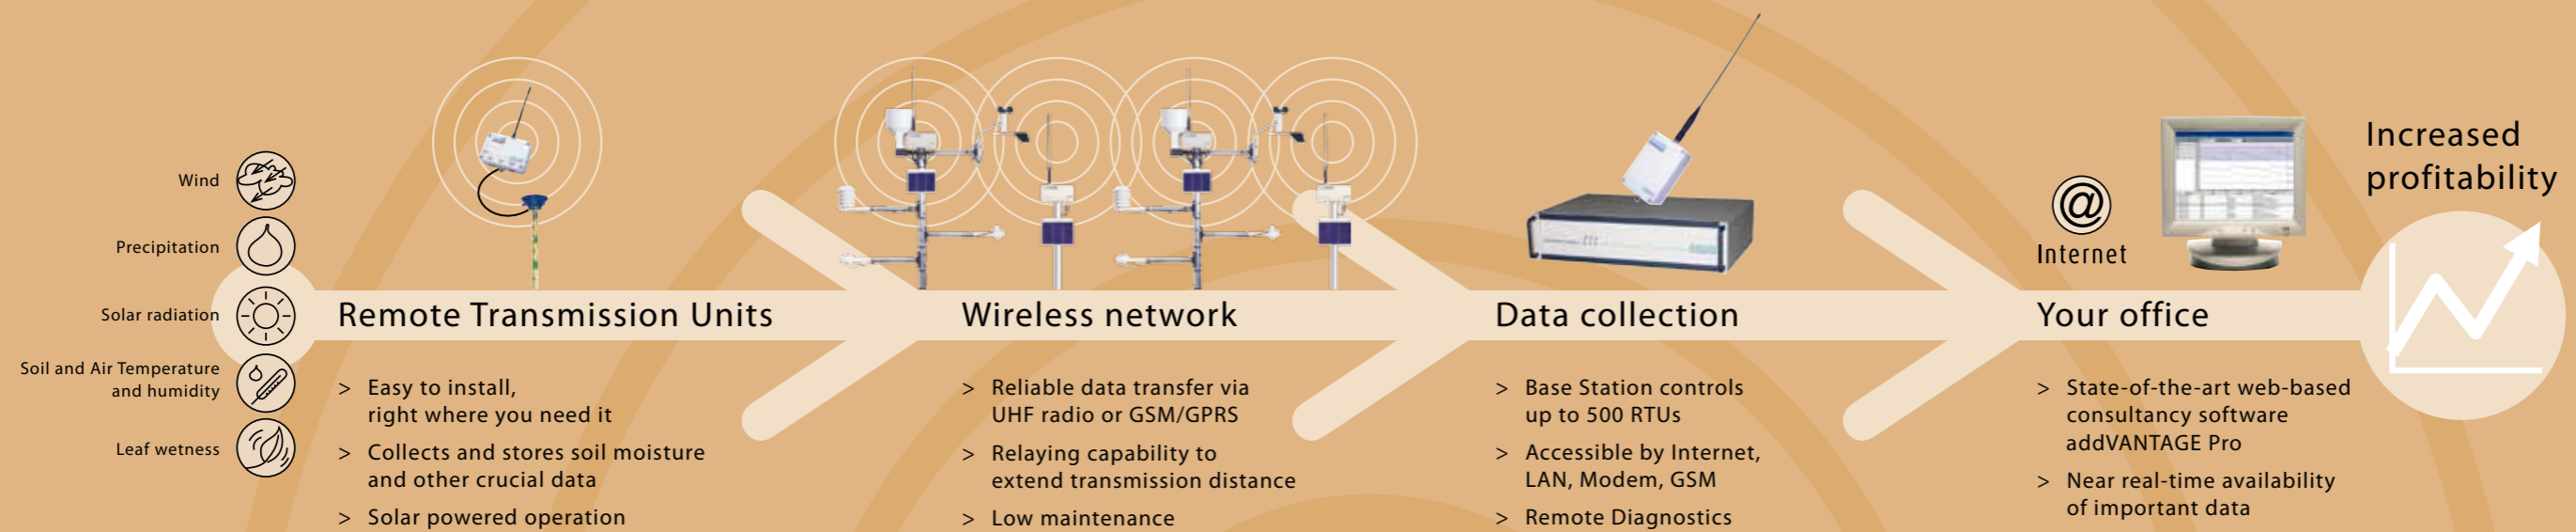 Wind
Precipitation
Solar radiation
Soil and Air Temperature
and humidity
Leaf wetness
Remote Transmission Units
> Easy to install,
right where you need it
> Collects and stores soil moisture
and other crucial data
> Solar powered operation
Wireless network
> Reliable data transfer via
UHF radio or GSM/GPRS
> Relaying capability to
extend transmission distance
> Low maintenance
Data collection
> Base Station controls
up to 500 RTUs
> Accessible by Internet,
LAN, Modem, GSM
> Remote Diagnostics
@
Internet
Your office
> State-of-the-art web-based
consultancy software
addVANTAGE Pro
> Near real-time availability
of important data
Increased
profitability